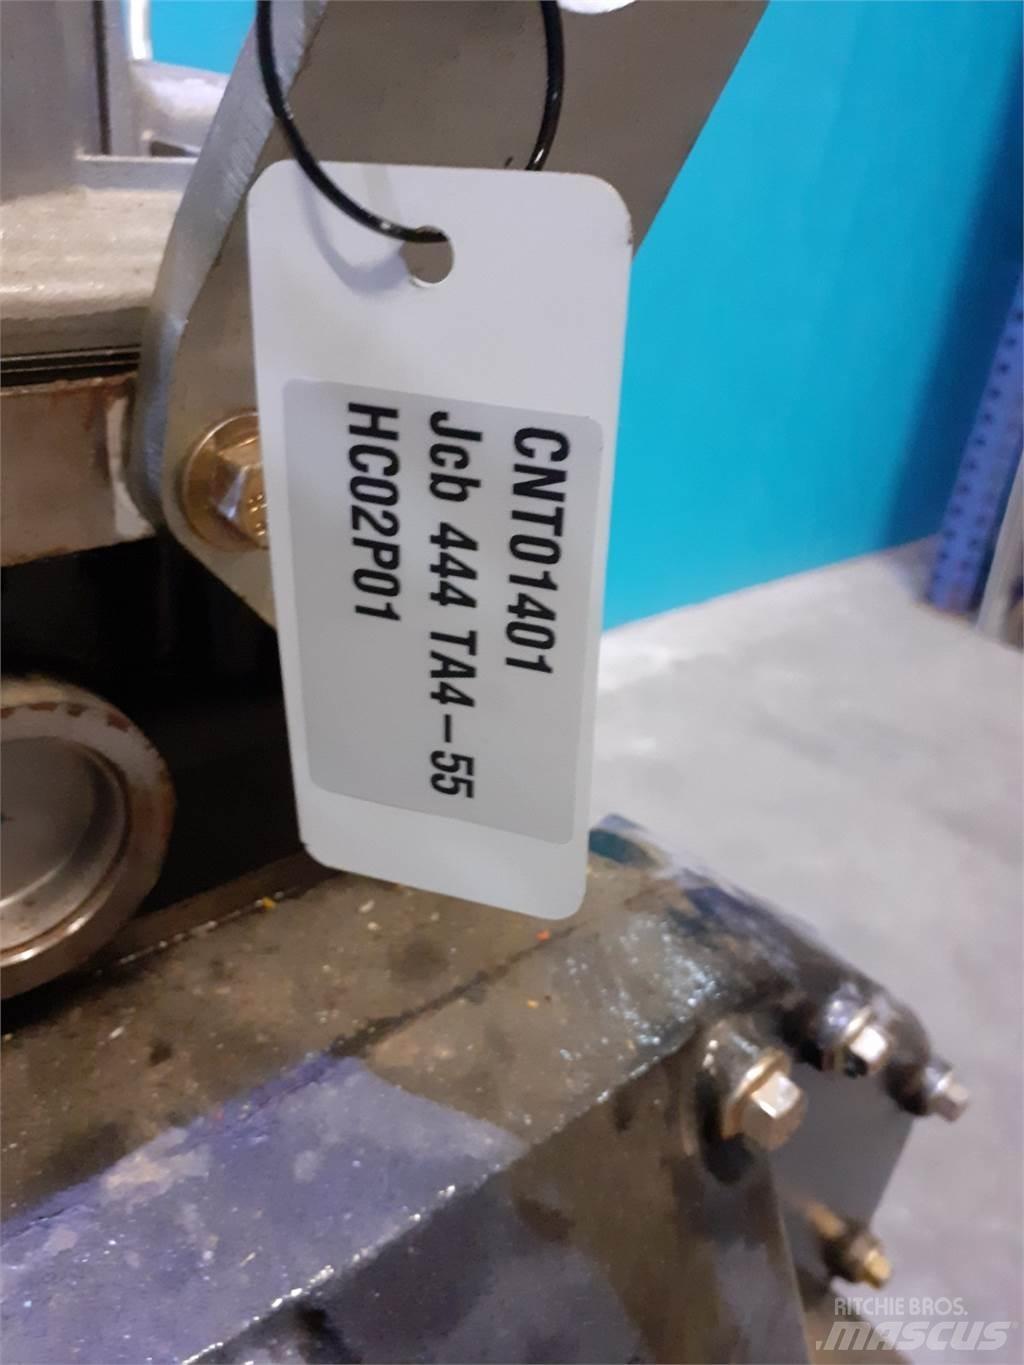 CNT01401
Jcb 444 TA4-55
HC02P01
RITCHIE BROS.
MASCUS